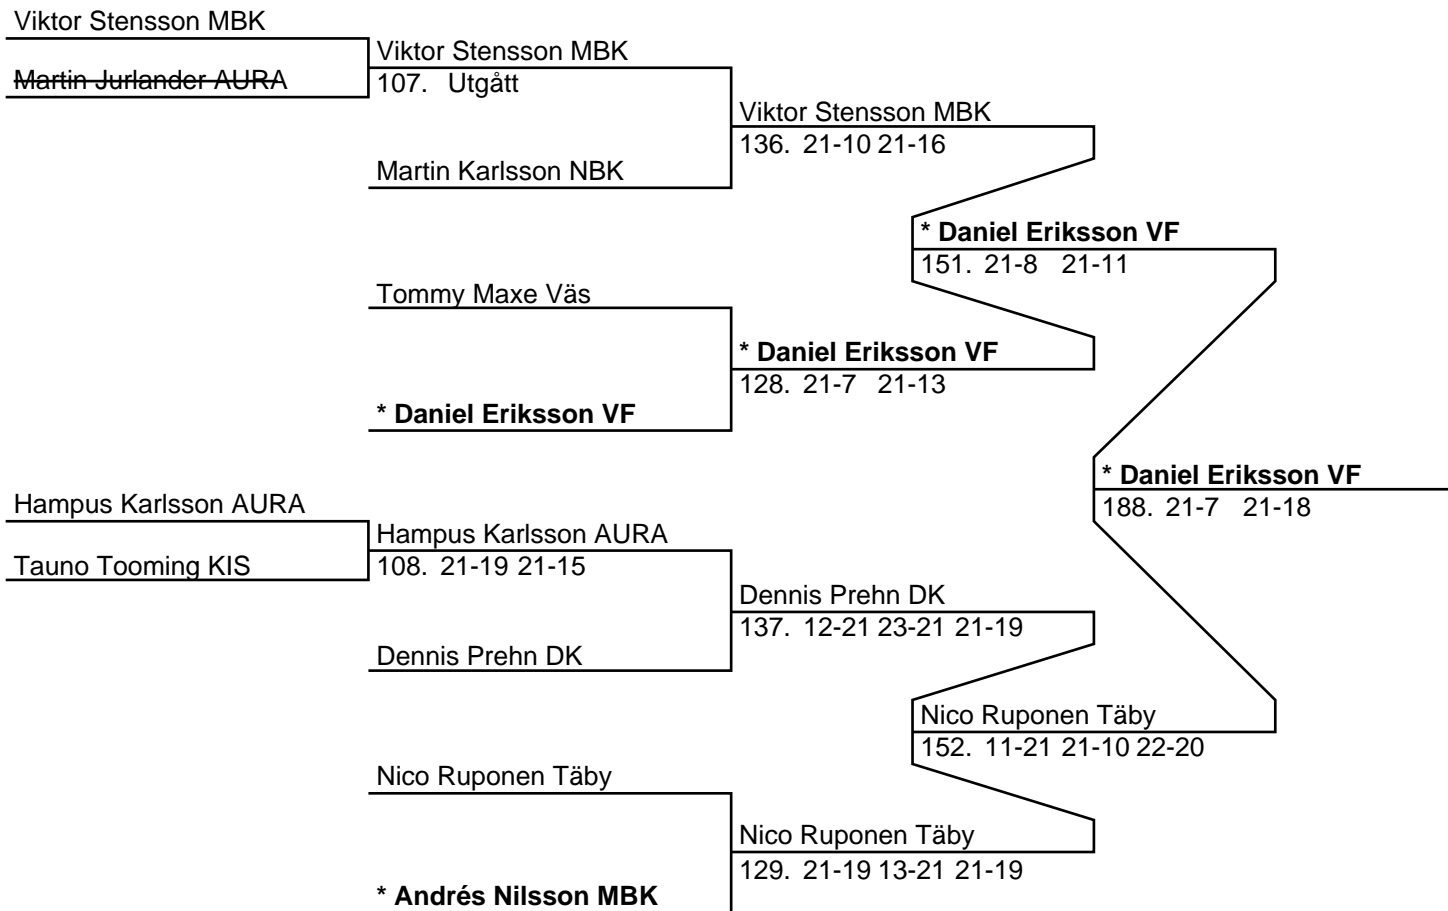 Viktor Stensson MBK
Viktor Stensson MBK
Martin Jurlander AURA
107. Utgått
Viktor Stensson MBK
136. 21-10 21-16
Martin Karlsson NBK
* Daniel Eriksson VF
151. 21-8 21-11
Tommy Maxe Väs
* Daniel Eriksson VF
128. 21-7 21-13
* Daniel Eriksson VF
* Daniel Eriksson VF
188. 21-7 21-18
Hampus Karlsson AURA
Hampus Karlsson AURA
Tauno Tooming KIS
108. 21-19 21-15
Dennis Prehn DK
137. 12-21 23-21 21-19
Dennis Prehn DK
Nico Ruponen Täby
152. 11-21 21-10 22-20
Nico Ruponen Täby
Nico Ruponen Täby
129. 21-19 13-21 21-19
* Andrés Nilsson MBK